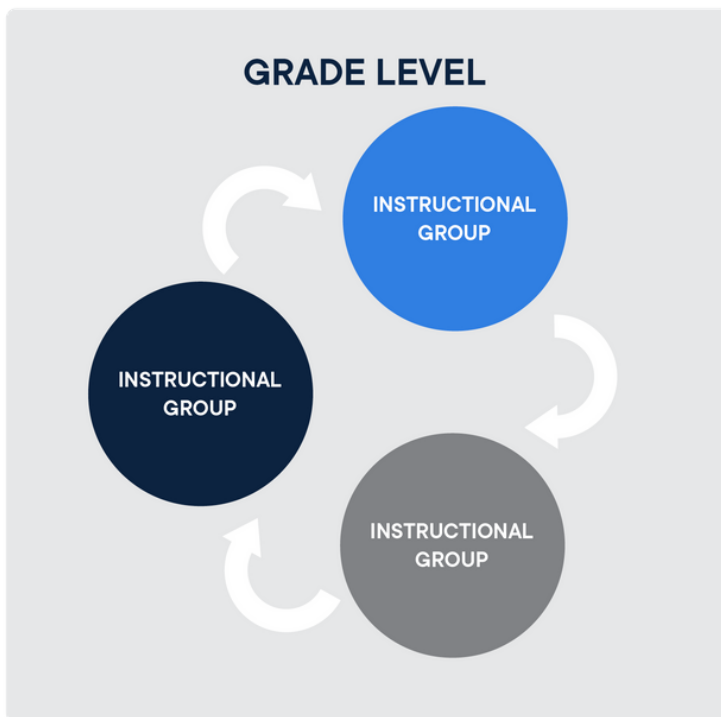 GRADE LEVEL
INSTRUCTIONAL
GROUP
INSTRUCTIONAL
GROUP
INSTRUCTIONAL
GROUP